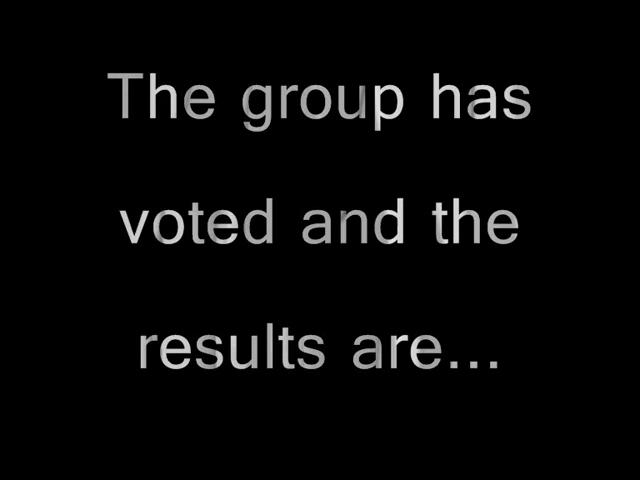 The group has
voted and the
results are...